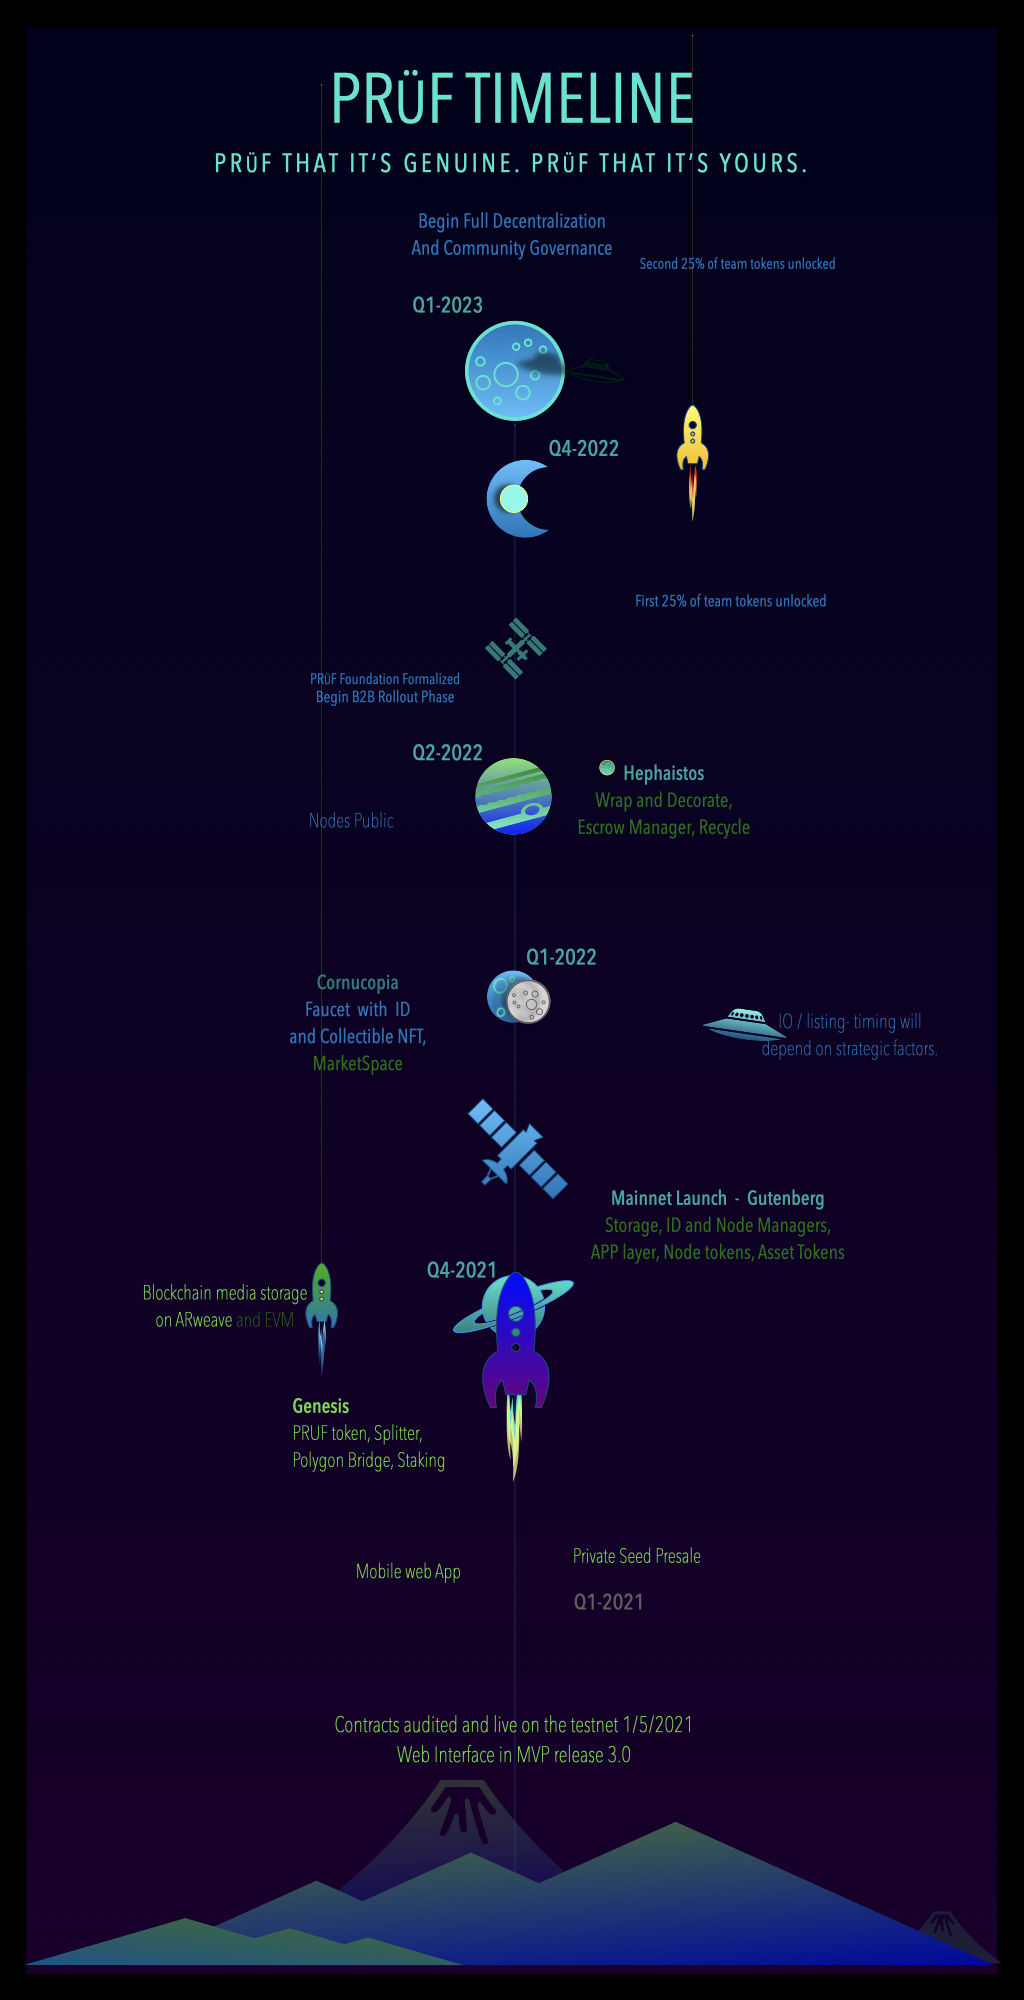 PRÜF TIMELINE
PRÜF THAT IT’S GENUINE. PRÜF THAT IT’S YOURS.
Begin Full Decentralization
And Community Governance
Second 25% of team tokens unlocked
Q1-2023
Q4-2022
First 25% of team tokens unlocked
PRÜF Foundation Formalized
Begin B2B Rollout Phase
Q2-2022
Hephaistos
Wrap and Decorate,
Escrow Manager, Recycle
Nodes Public
Q1-2022
Cornucopia
Faucet with ID
and Collectible NFT,
MarketSpace
IO / listing- timing will
depend on strategic factors.
Mainnet Launch - Gutenberg
Storage, ID and Node Managers,
APP layer, Node tokens, Asset Tokens
Q4-2021
Blockchain media storage
on ARweave and EVM
Genesis
PRUF token, Splitter,
Polygon Bridge, Staking
Private Seed Presale
Mobile web App
Q1-2021
Contracts audited and live on the testnet 1/5/2021
Web Interface in MVP release 3.0